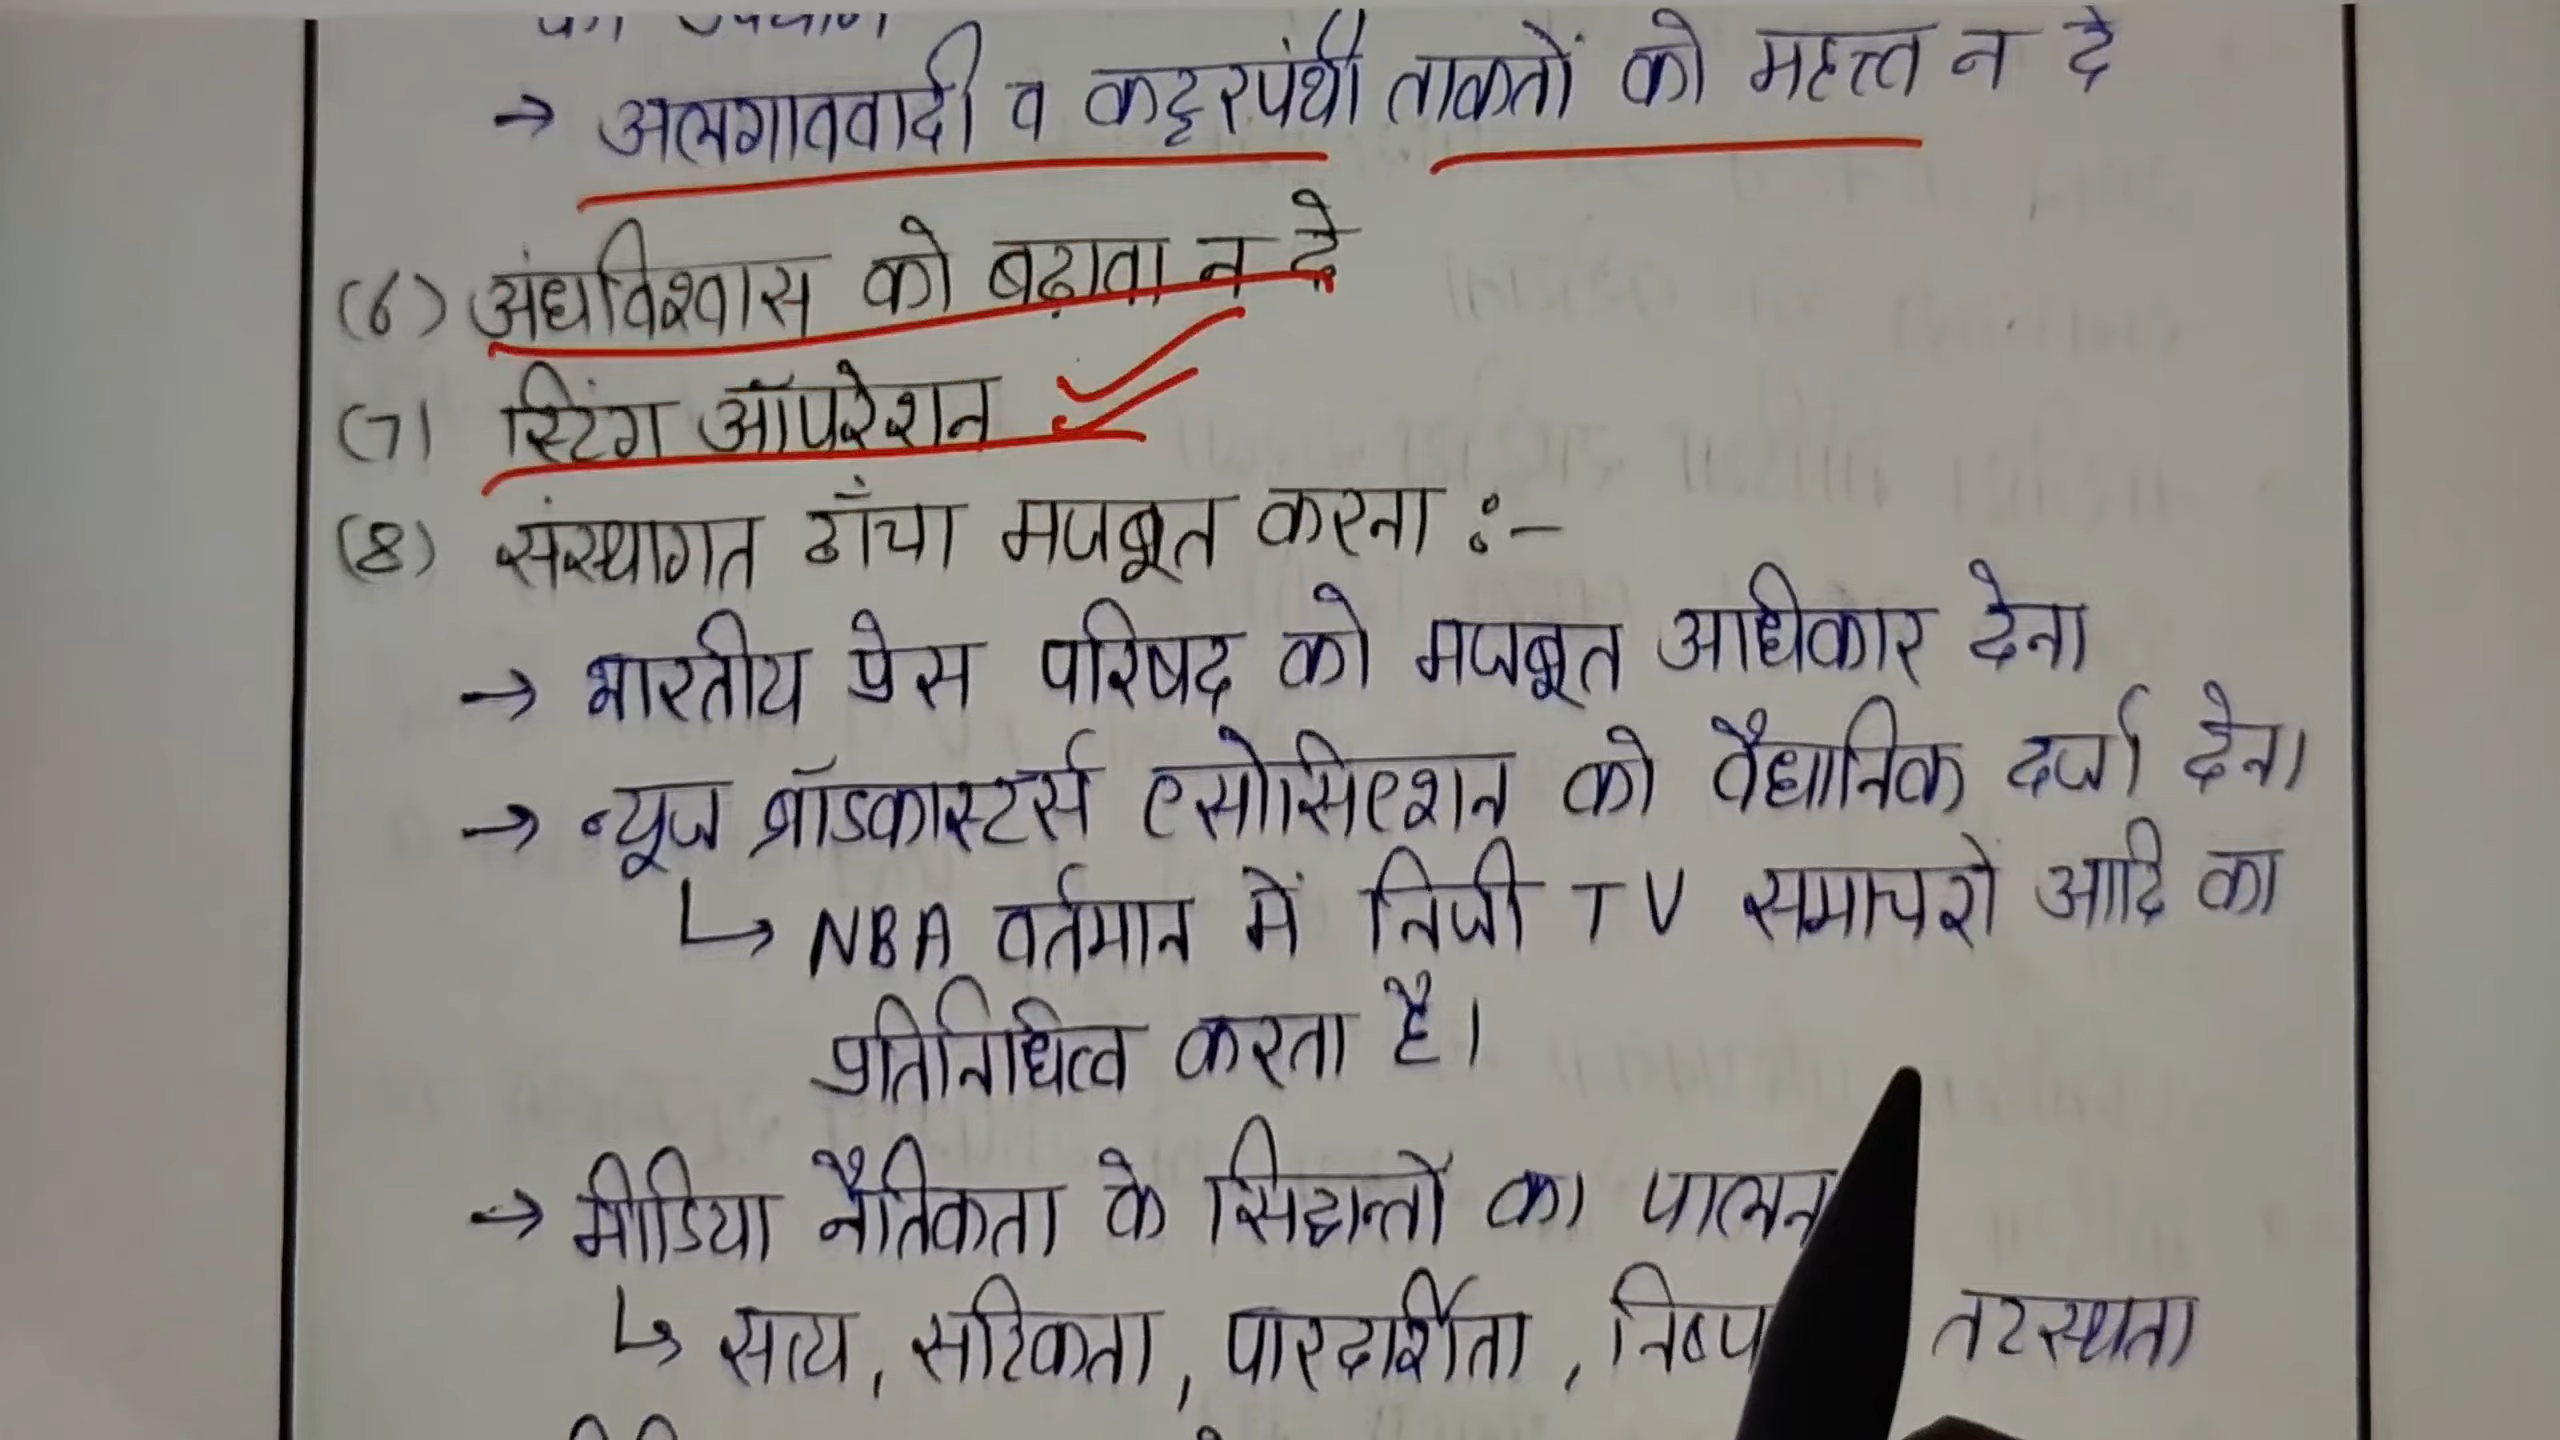 → अलगाववादी व कट्टरपंथी ताकतों को महत्त्व न दे
(6) अंधविश्वास को बढ़ावा न दे
(7) स्टिंग ऑपरेशन
(8) संस्थागत ढाँचा मजबूत करना :-
→ भारतीय प्रेस परिषद को मजबूत अधिकार देना
→ न्यूज ब्रॉडकास्टर्स एसोसिएशन को वैधानिक दर्जा देना
↳ NBA वर्तमान में निजी TV समाचारों आदि का
प्रतिनिधित्व करता है।
→ मीडिया नैतिकता के सिद्धान्तों का पालन
↳ सत्य, सटिकता, पारदर्शिता, तटस्थता